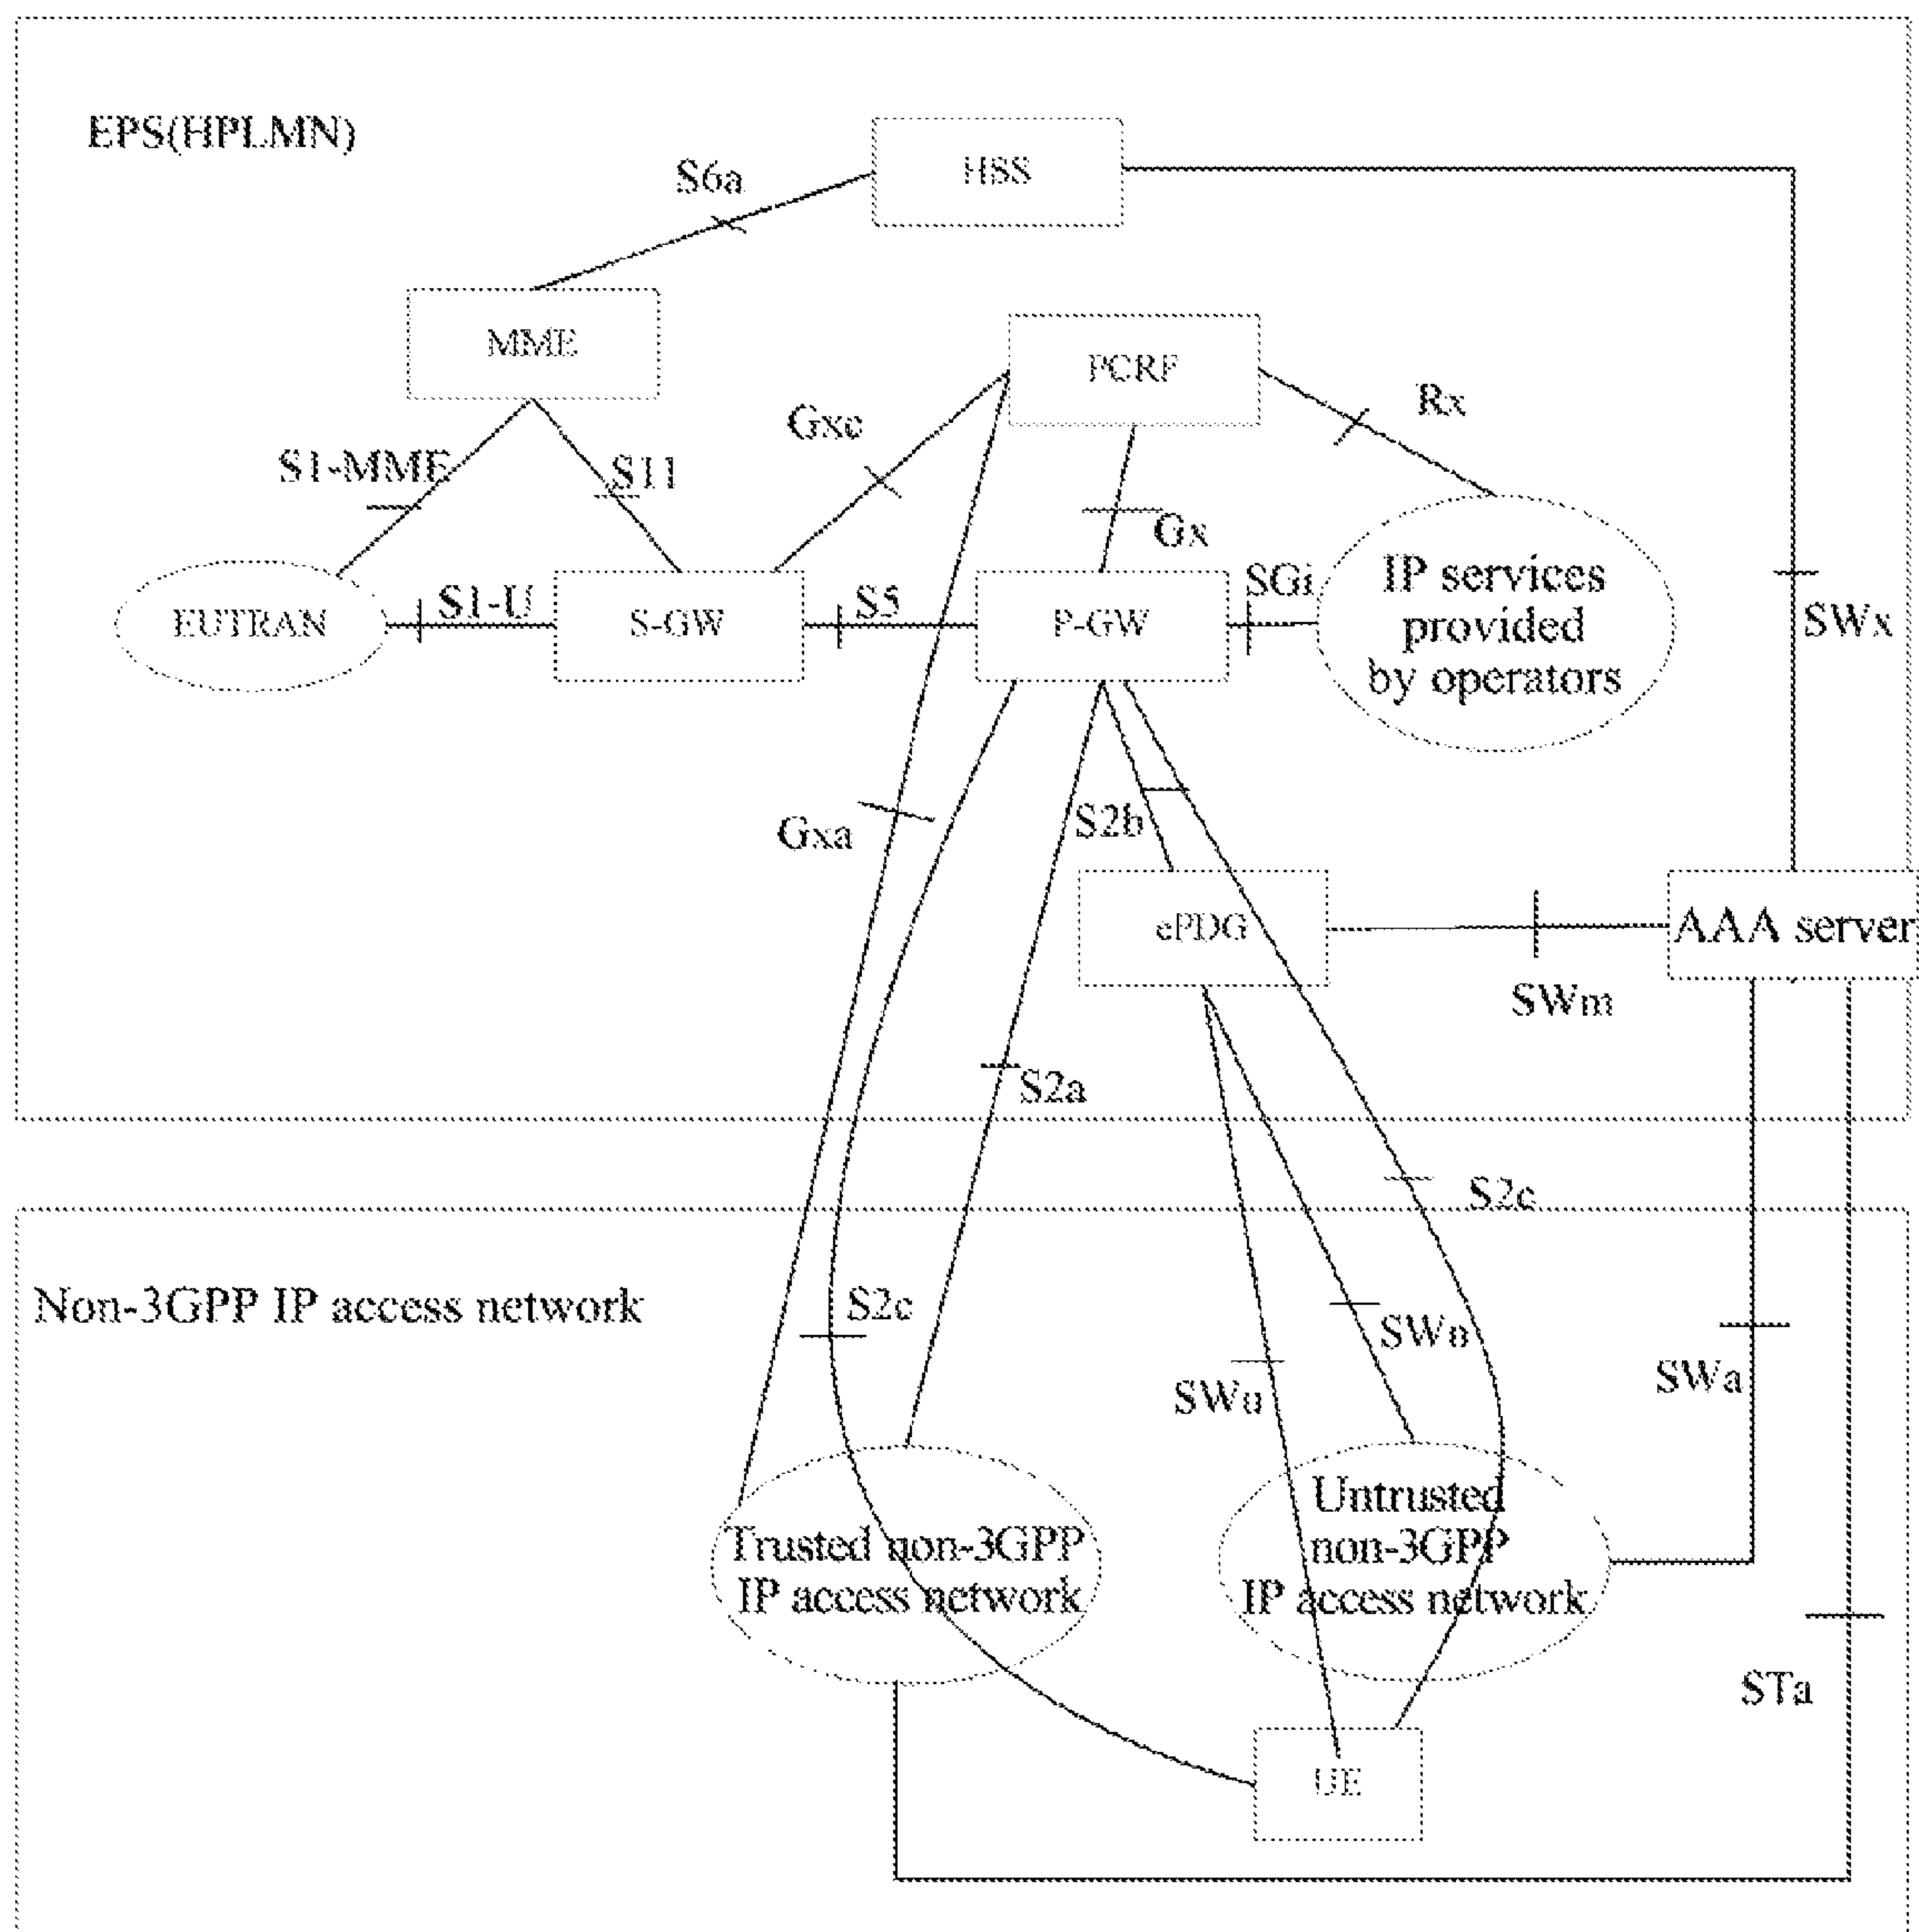 EPS(HPLMN)
HSS
S6a
MME
PCRF
Rx
Gxc
S1-MME
S11
Gx
SGi
IP services
provided
by operators
EUTRAN
S1-U
S-GW
S5
P-GW
SWx
Gxa
S2b
ePDG
AAA server
SWm
S2a
S2c
Non-3GPP IP access network
S2c
SWn
SWu
SWa
Trusted non-3GPP
IP access network
Untrusted
non-3GPP
IP access network
STa
UE